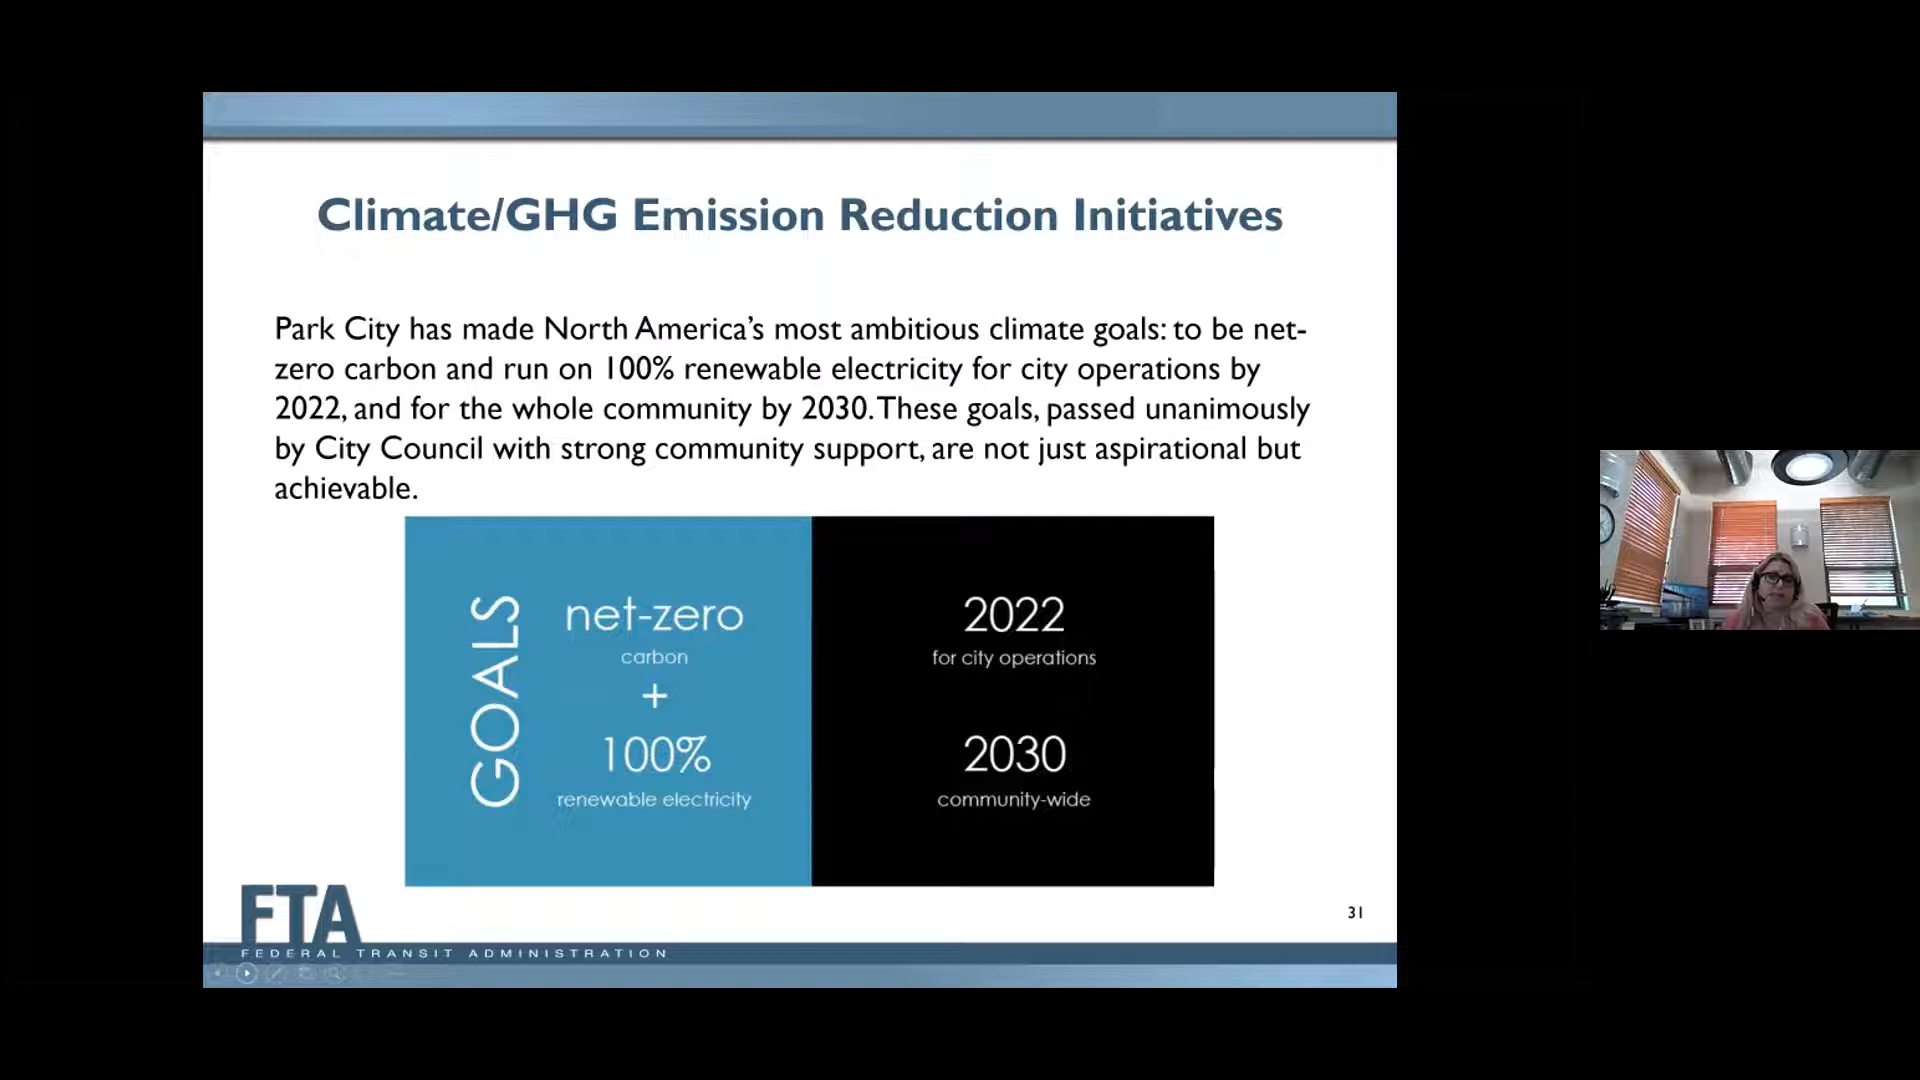 Climate/GHG Emission Reduction Initiatives
Park City has made North America's most ambitious climate goals: to be net-
zero carbon and run on 100% renewable electricity for city operations by
2022, and for the whole community by 2030. These goals, passed unanimously
by City Council with strong community support, are not just aspirational but
achievable.
GOALS
net-zero
carbon
+
100%
renewable electricity
2022
for city operations
2030
community-wide
FTA
FEDERAL TRANSIT ADMINISTRATION
31